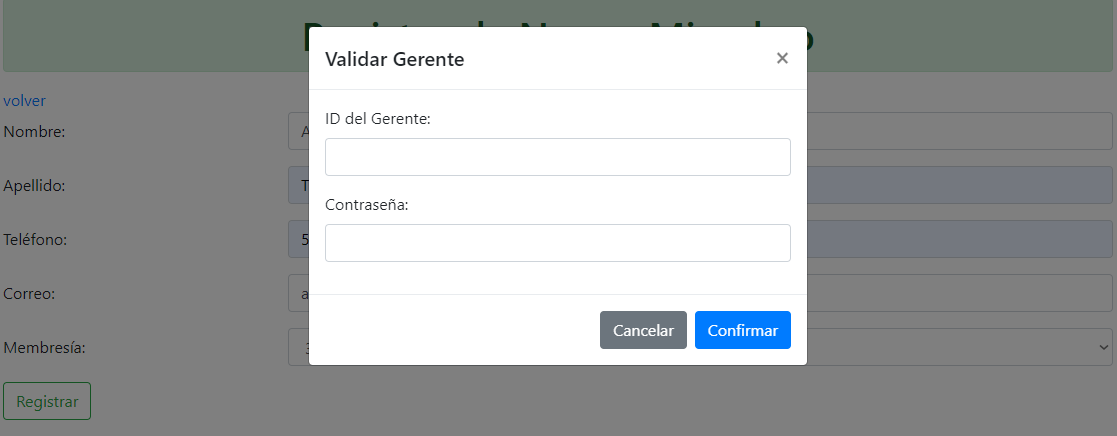 Validar Gerente ×
ID del Gerente:
Contraseña:
Cancelar Confirmar
volver
Nombre:
Apellido:
Teléfono:
Correo:
Membresía:
Registrar